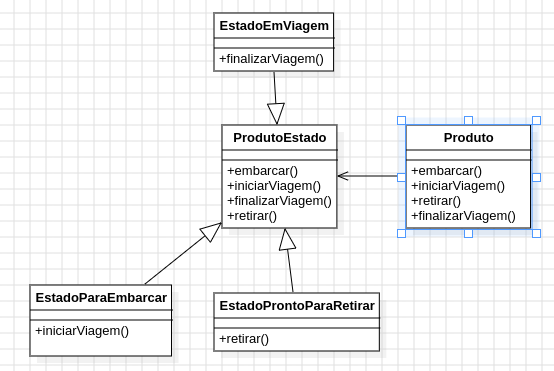 EstadoEmViagem
+finalizarViagem()
ProdutoEstado
+embarcar()
+iniciarViagem()
+finalizarViagem()
+retirar()
Produto
+embarcar()
+iniciarViagem()
+retirar()
+finalizarViagem()
EstadoParaEmbarcar
+iniciarViagem()
EstadoProntoParaRetirar
+retirar()